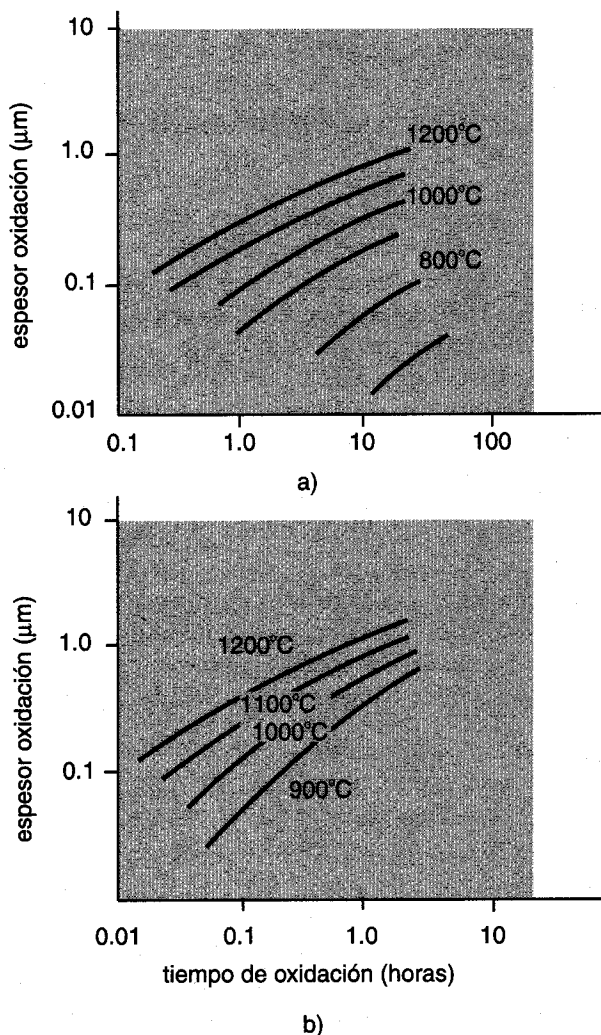 10
1.0
0.1
0.01
espesor oxidación (μm)
1200°C
1000°C
800°C
0.1
1.0
10
100
a)
10
1.0
0.1
espesor oxidación (μm)
1200°C
1100°C
1000°C
900°C
0.01
0.1
1.0
10
tiempo de oxidación (horas)
b)